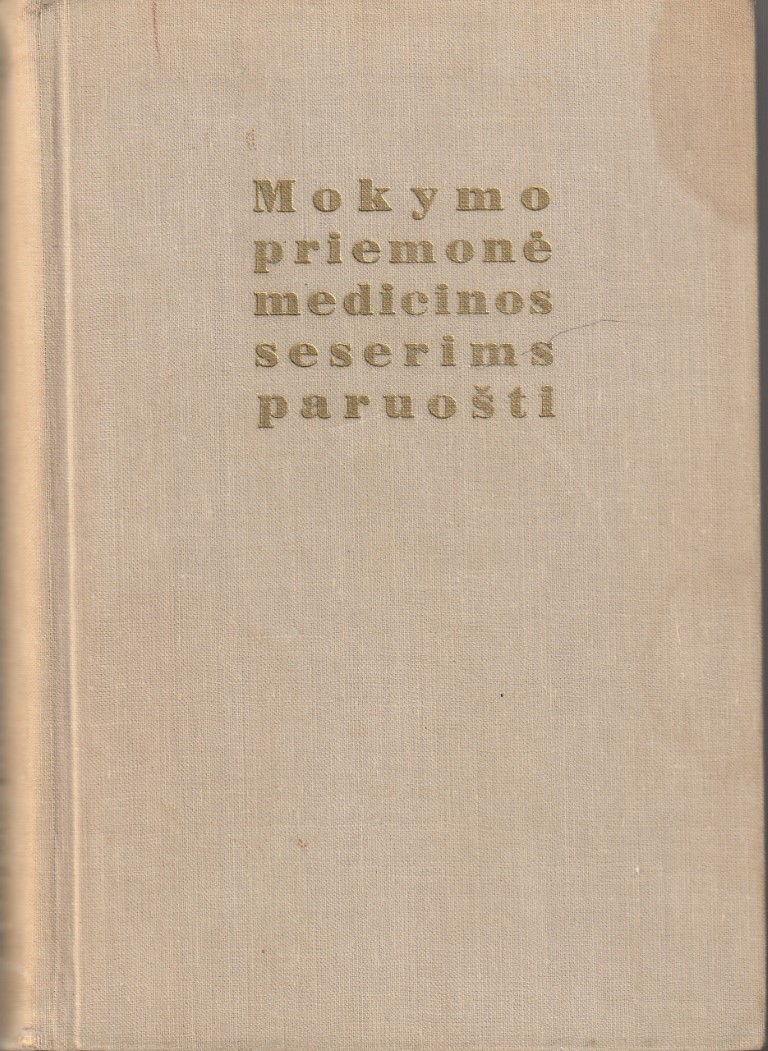 Mokymo
priemonė
medicinos
seserims
paruošti